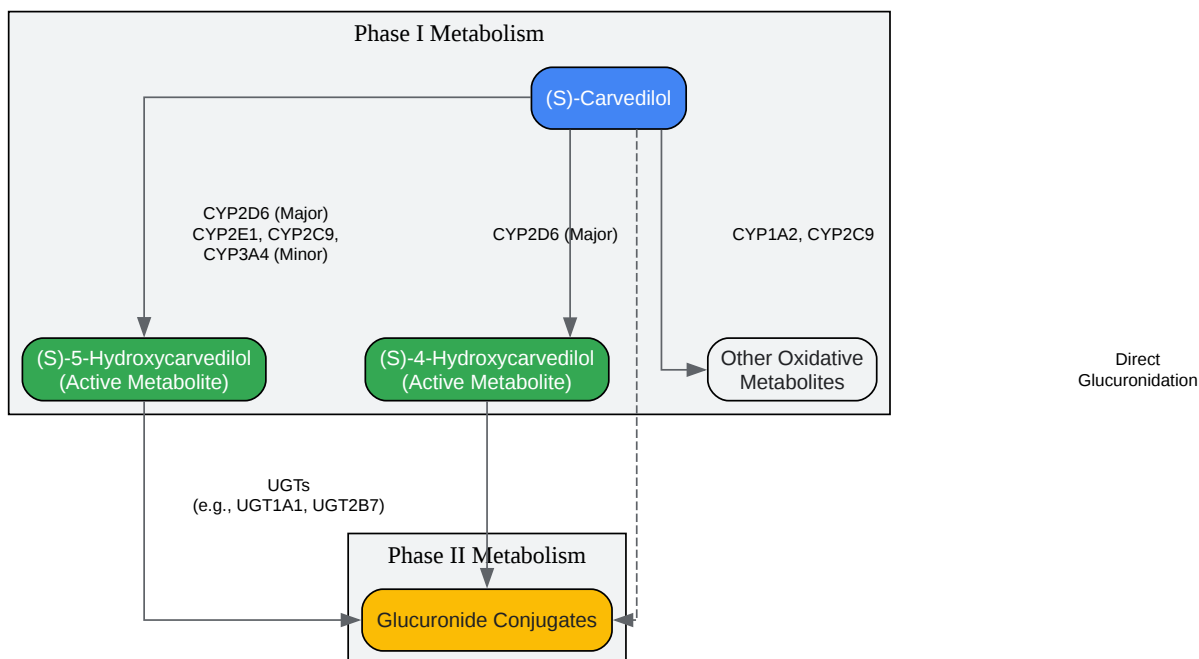 Phase I Metabolism
(S)-Carvedilol
CYP2D6 (Major)
CYP2E1, CYP2C9,
CYP3A4 (Minor)
CYP2D6 (Major)
CYP1A2, CYP2C9
(S)-5-Hydroxycarvedilol
(Active Metabolite)
(S)-4-Hydroxycarvedilol
(Active Metabolite)
Other Oxidative
Metabolites
Direct
Glucuronidation
UGTs
(e.g., UGT1A1, UGT2B7)
Phase II Metabolism
Glucuronide Conjugates